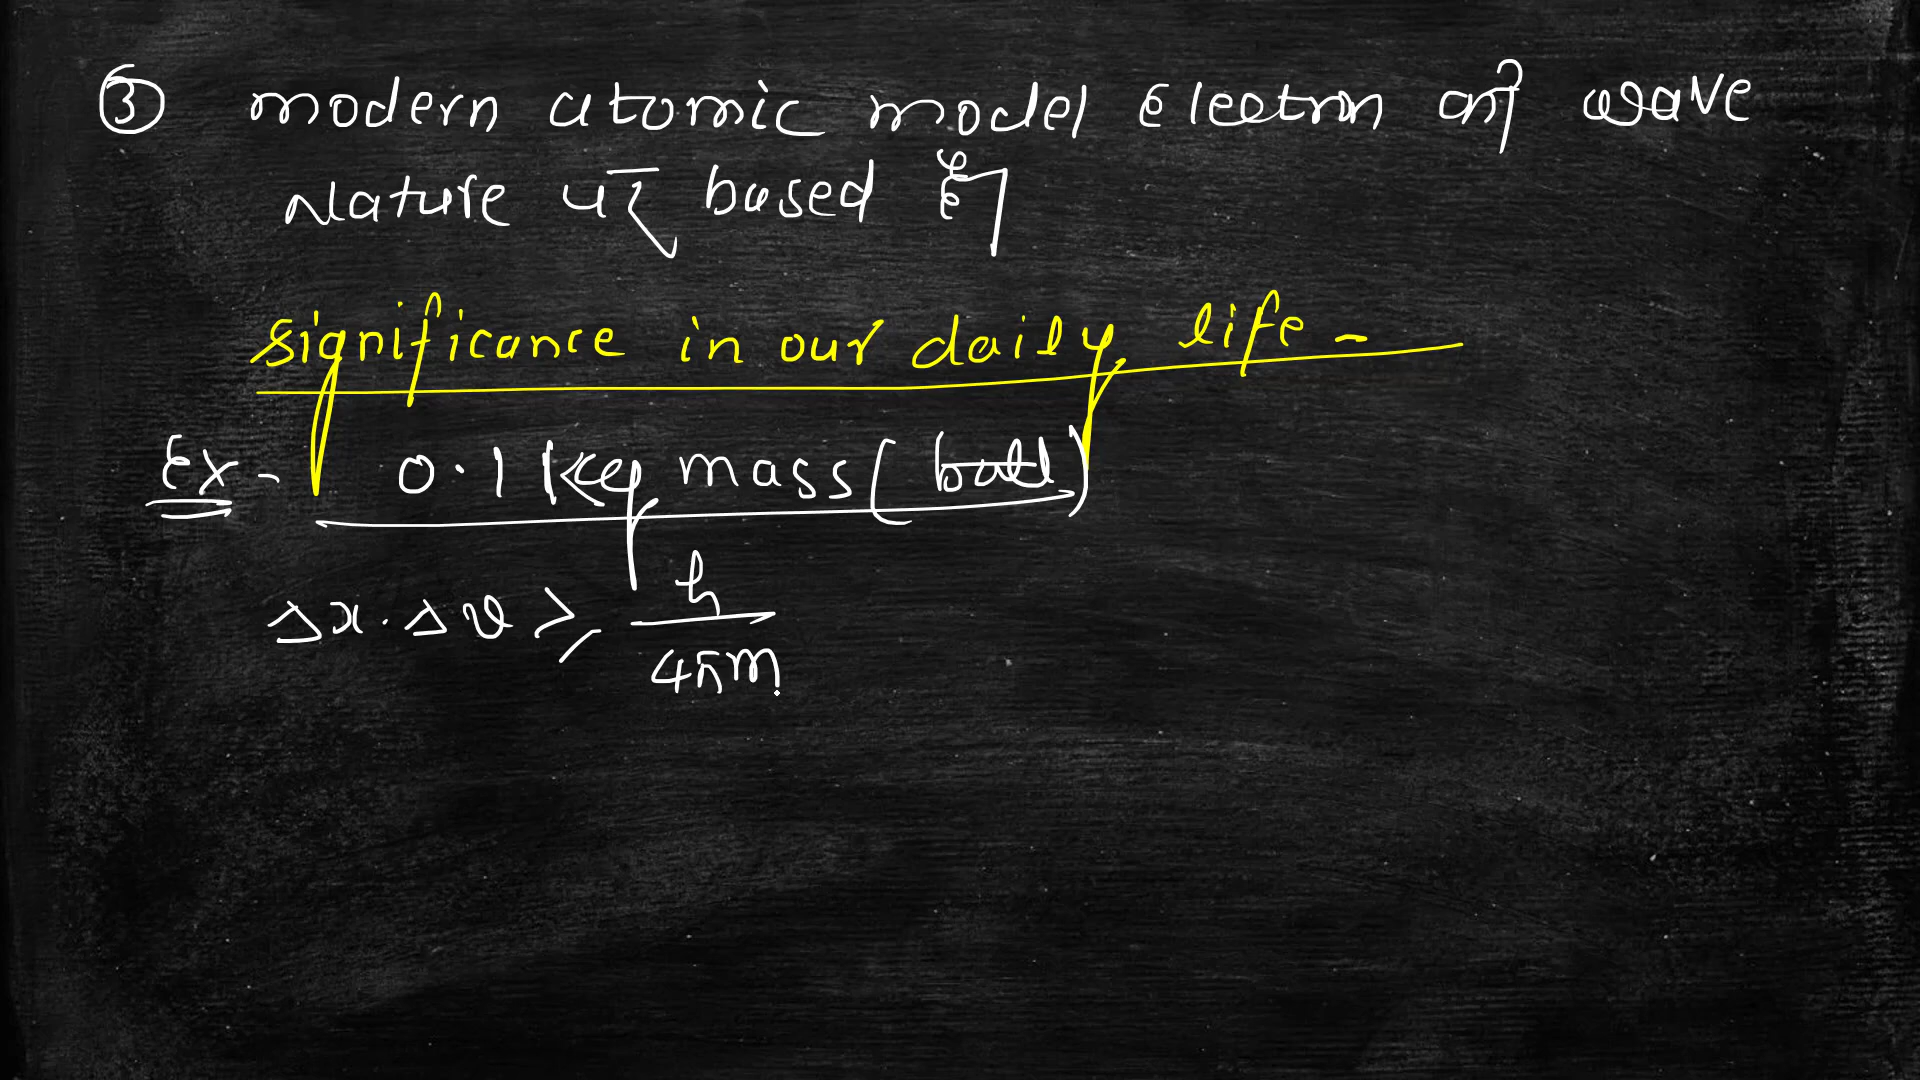 ③ modern atomic model Electron की wave
Nature पर based है।
significance in our daily life -
Ex - 0.1 Kg mass (ball)
Δx . Δv ≥ h / 4πm